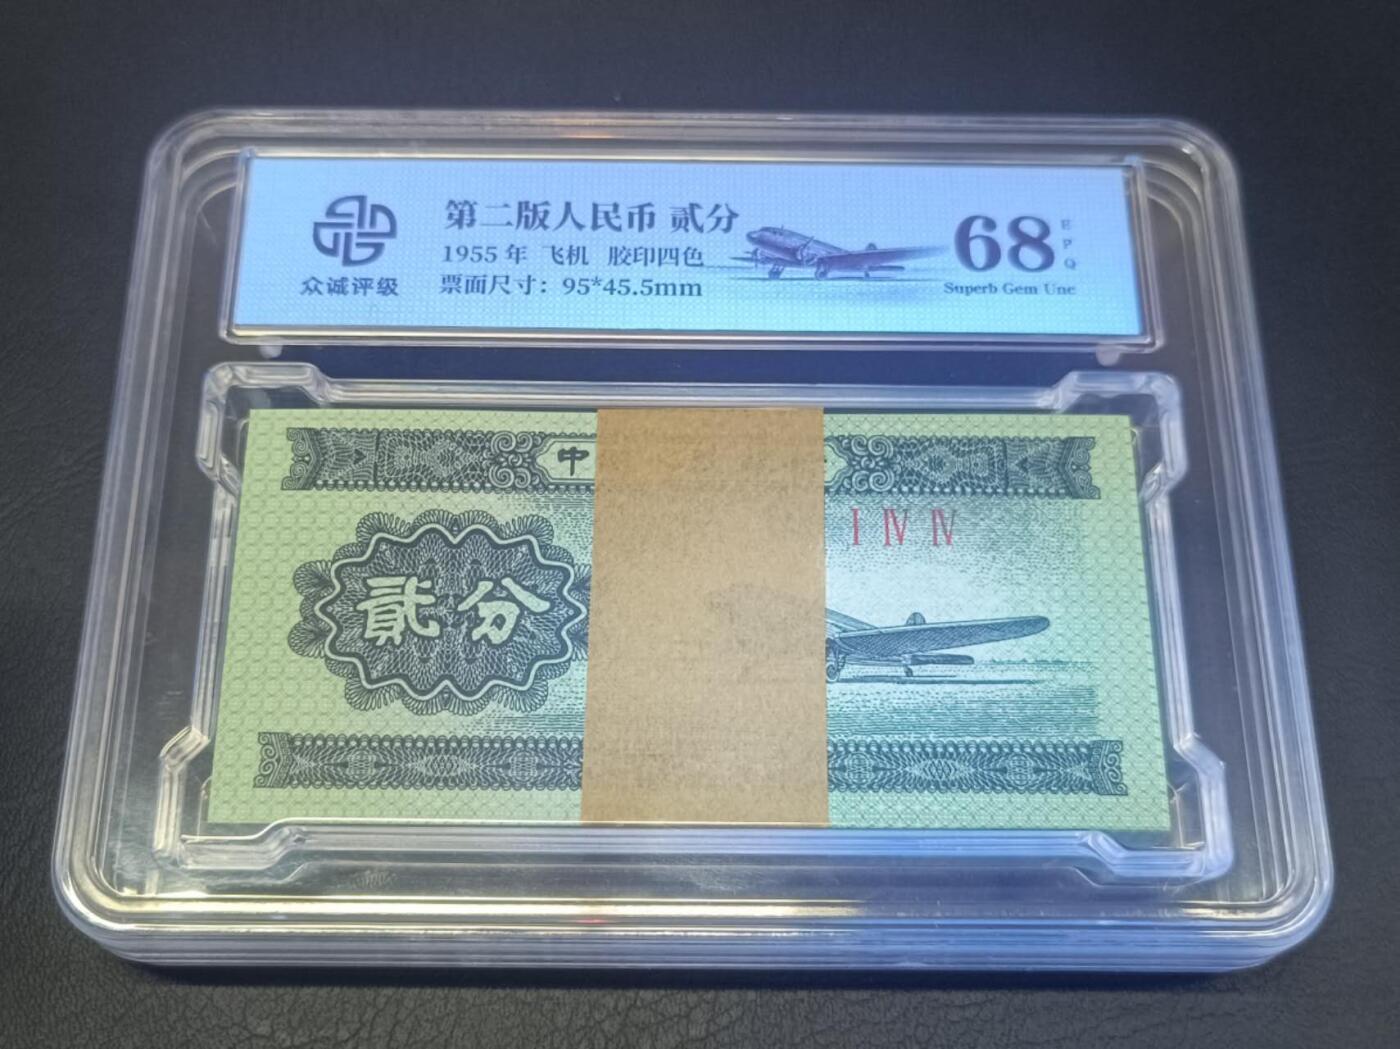 众诚评级
第二版人民币 贰分
1955 年 飞机 胶印四色
票面尺寸：95*45.5mm
68
EPQ
Superb Gem Unc
中
I IV IV
貳分